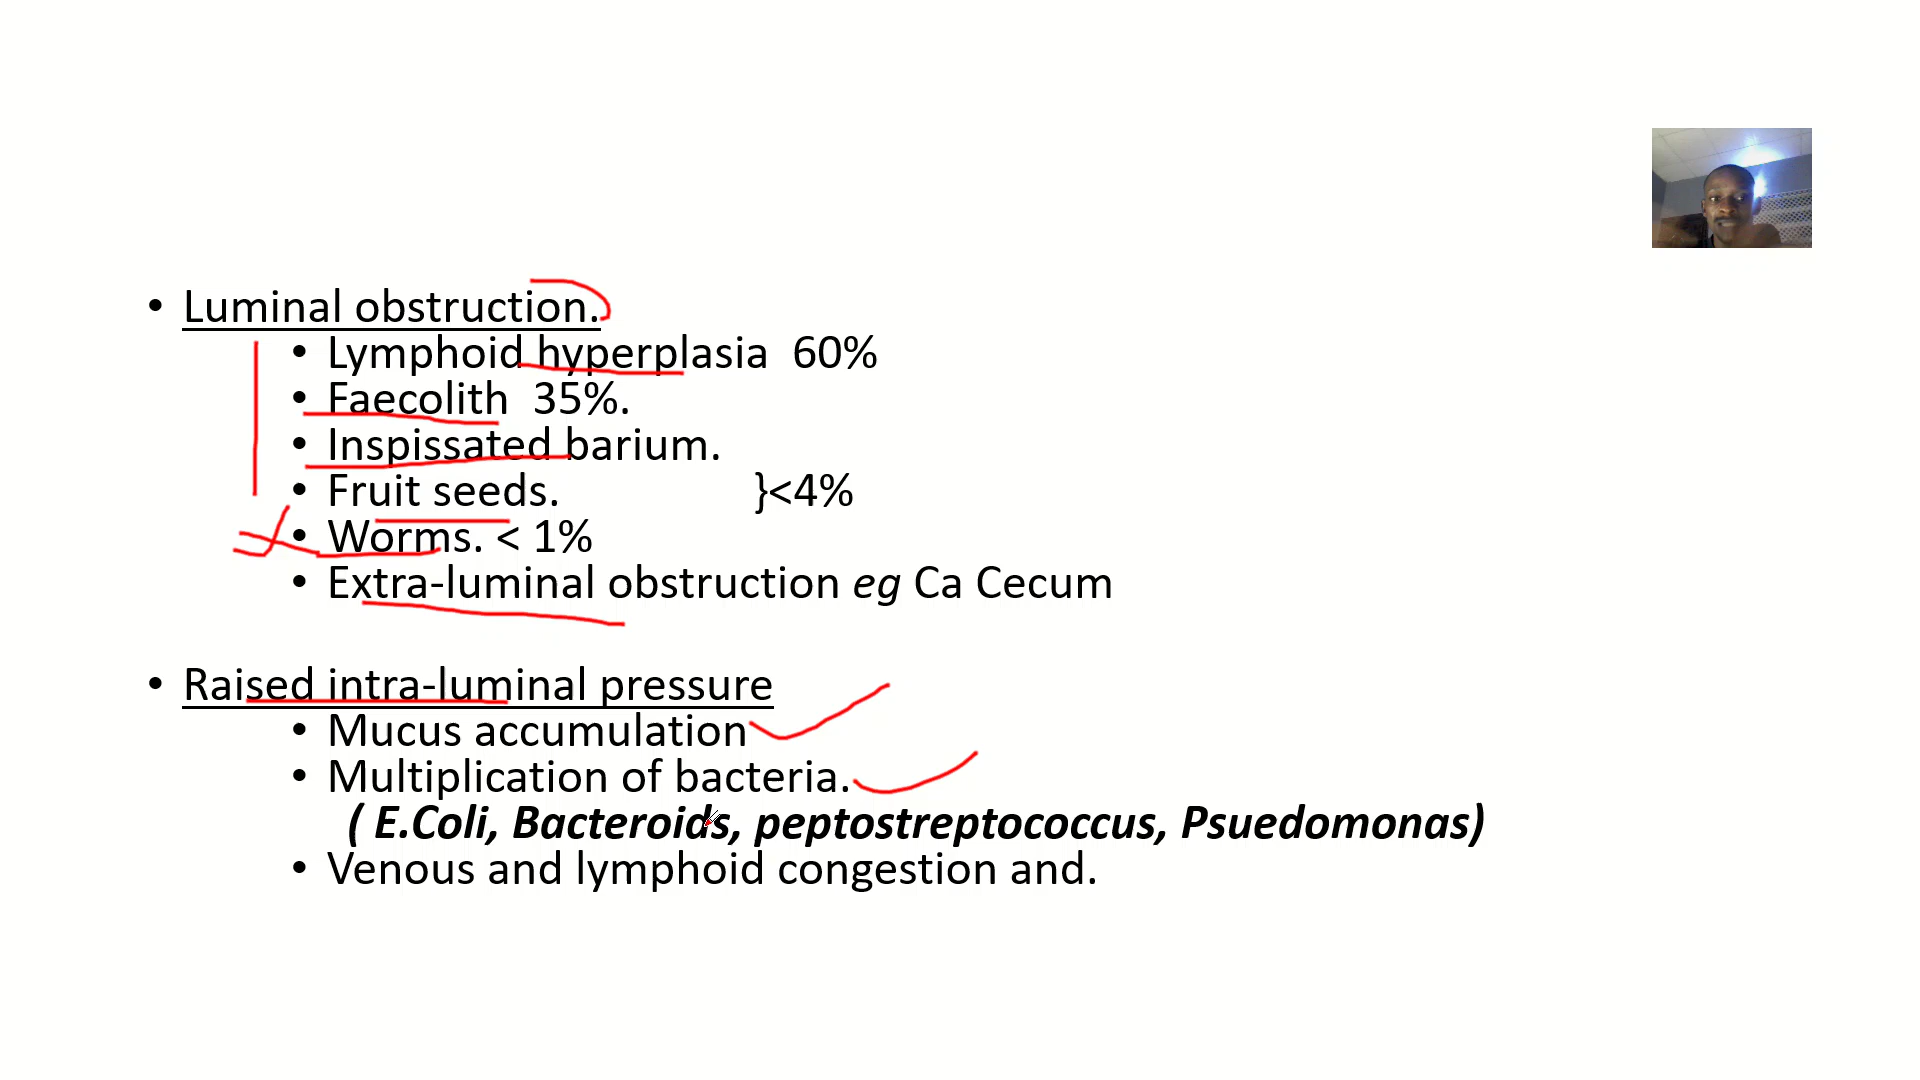 • Luminal obstruction.
• Lymphoid hyperplasia 60%
• Faecolith 35%.
• Inspissated barium.
• Fruit seeds. }<4%
• Worms. < 1%
• Extra-luminal obstruction eg Ca Cecum
• Raised intra-luminal pressure
• Mucus accumulation
• Multiplication of bacteria.
( E.Coli, Bacteroids, peptostreptococcus, Psuedomonas)
• Venous and lymphoid congestion and.